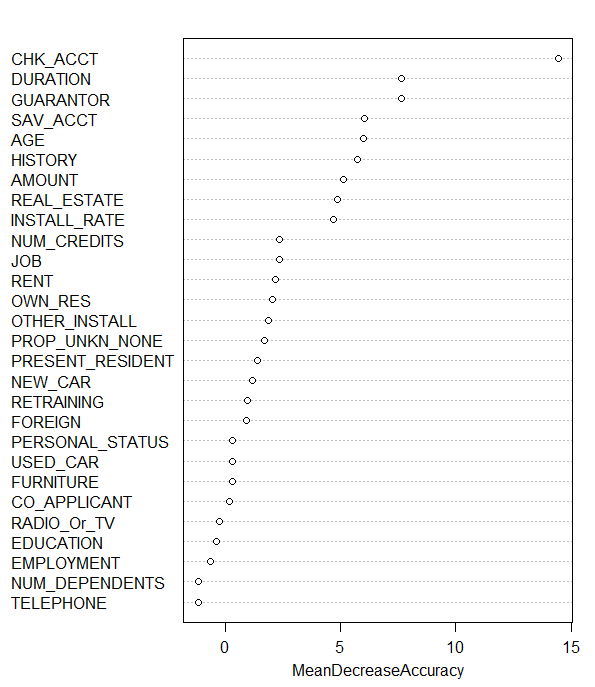 CHK_ACCT
DURATION
GUARANTOR
SAV_ACCT
AGE
HISTORY
AMOUNT
REAL_ESTATE
INSTALL_RATE
NUM_CREDITS
JOB
RENT
OWN_RES
OTHER_INSTALL
PROP_UNKN_NONE
PRESENT_RESIDENT
NEW_CAR
RETRAINING
FOREIGN
PERSONAL_STATUS
USED_CAR
FURNITURE
CO_APPLICANT
RADIO_Or_TV
EDUCATION
EMPLOYMENT
NUM_DEPENDENTS
TELEPHONE
0 5 10 15
MeanDecreaseAccuracy